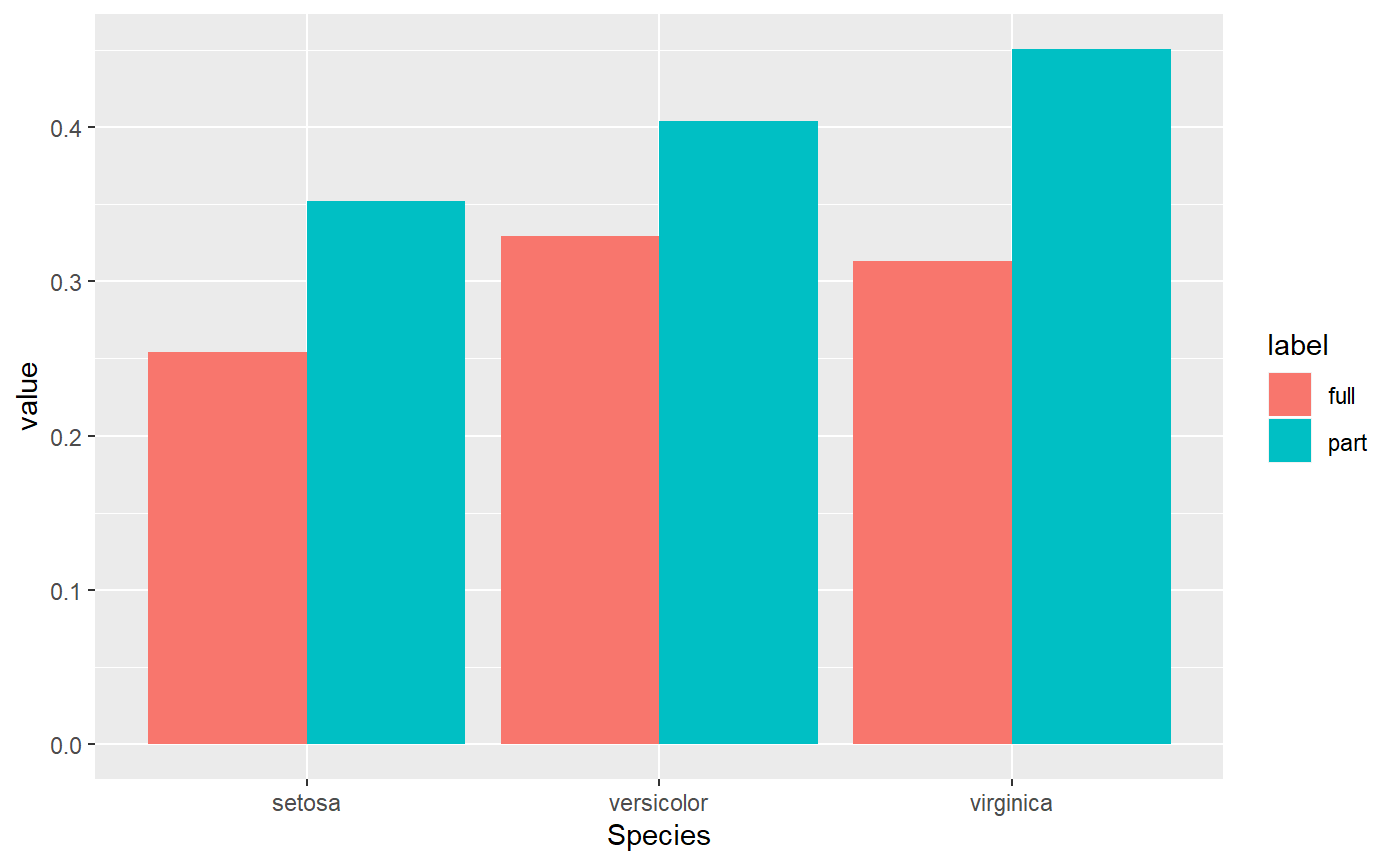 value
0.4
0.3
0.2
0.1
0.0
setosa versicolor virginica
Species
label
full
part